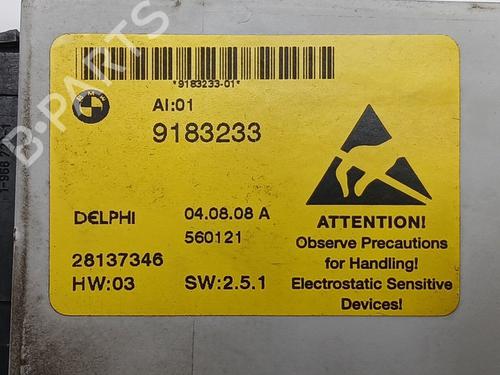 *9183233-01*
BMW
AI:01
9183233
DELPHI
04.08.08 A
560121
28137346
HW:03
SW:2.5.1
ATTENTION!
Observe Precautions
for Handling!
Electrostatic Sensitive
Devices!
B-PARTS